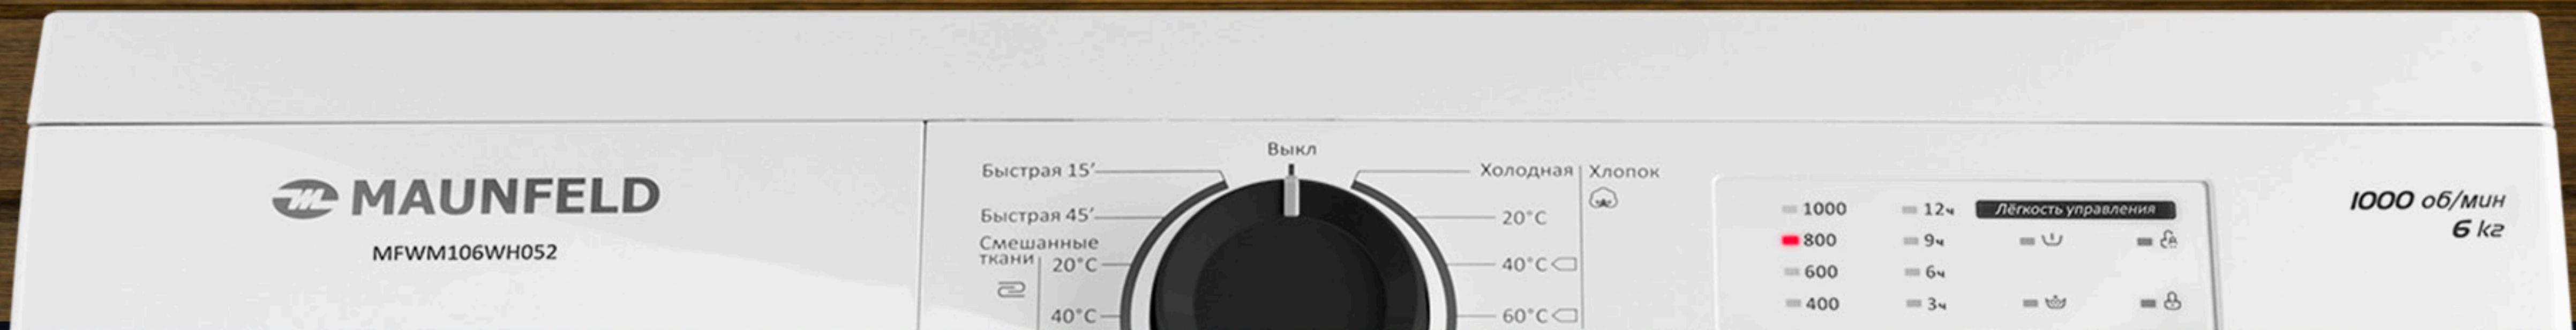 MAUNFELD
MFWM106WH052
Выкл
Быстрая 15′
Быстрая 45′
Смешанные
ткани
20°C
40°C
Холодная
Хлопок
20°C
40°C
60°C
1000
800
600
400
12ч
9ч
6ч
3ч
Лёгкость управления
1000 об/мин
6 кг